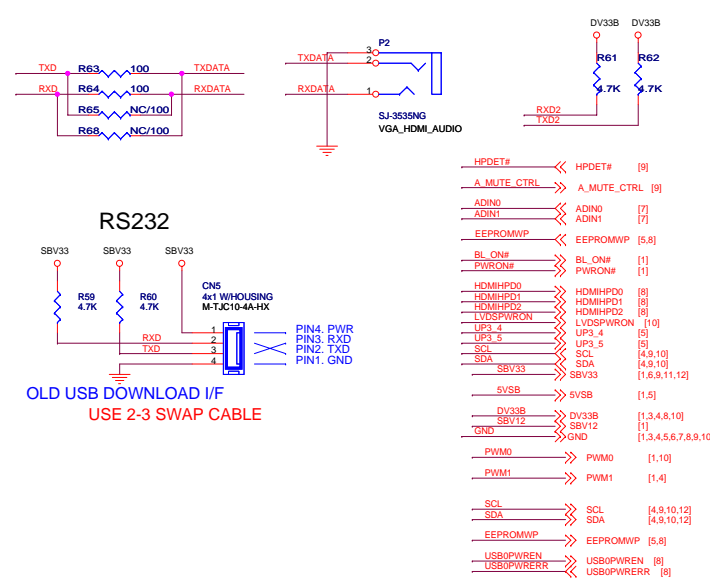 DV33B DV33B
P2
3
2
1
TXD R63 100 TXDATA
RXD R64 100 RXDATA
R65 NC/100
R68 NC/100
TXDATA
RXDATA
SJ-3535NG
VGA_HDMI_AUDIO
R61 R62
4.7K 4.7K
RXD2
TXD2
RS232
SBV33 SBV33 SBV33
R59
4.7K
R60
4.7K
CN5
4x1 W/HOUSING
M-TJC10-4A-HX
RXD
TXD
1
2
3
4
PIN4. PWR
PIN3. RXD
PIN2. TXD
PIN1. GND
OLD USB DOWNLOAD I/F
USE 2-3 SWAP CABLE
HPDET# HPDET# [9]
A_MUTE_CTRL A_MUTE_CTRL [9]
ADIN0 ADIN0 [7]
ADIN1 ADIN1 [7]
EEPROMWP EEPROMWP [5,8]
BL_ON# BL_ON# [1]
PWRON# PWRON# [1]
HDMIHPD0 HDMIHPD0 [8]
HDMIHPD1 HDMIHPD1 [8]
HDMIHPD2 HDMIHPD2 [8]
LVDSPWRON LVDSPWRON [10]
UP3_4 UP3_4 [5]
UP3_5 UP3_5 [5]
SCL SCL [4,9,10]
SDA SDA [4,9,10]
SBV33 SBV33 [1,6,9,11,12]
5VSB 5VSB [1,5]
DV33B DV33B [1,3,4,8,10]
SBV12 SBV12 [1]
GND GND [1,3,4,5,6,7,8,9,10
PWM0 PWM0 [1,10]
PWM1 PWM1 [1,4]
SCL SCL [4,9,10,12]
SDA SDA [4,9,10,12]
EEPROMWP EEPROMWP [5,8]
USB0PWREN USB0PWREN [8]
USB0PWRERR USB0PWRERR [8]